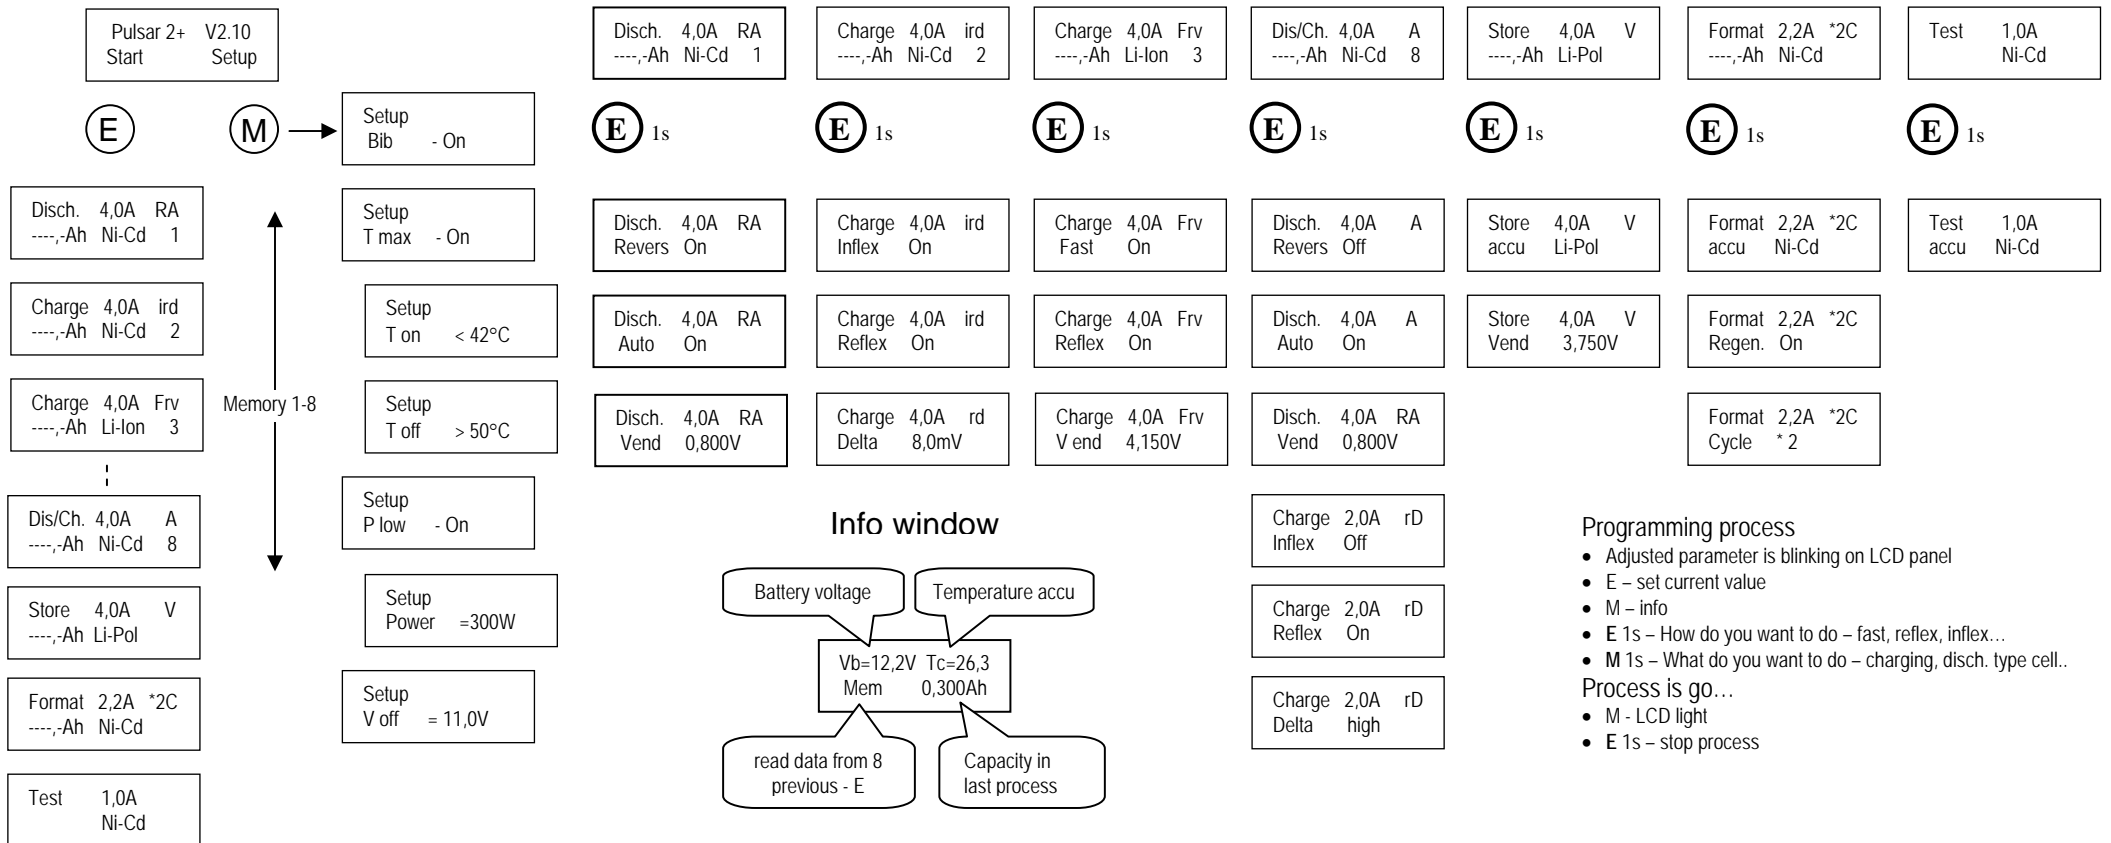 Pulsar 2+ V2.10
Start Setup
E
M
Disch. 4,0A RA
----,-Ah Ni-Cd 1
Charge 4,0A ird
----,-Ah Ni-Cd 2
Charge 4,0A Frv
----,-Ah Li-Ion 3
Dis/Ch. 4,0A A
----,-Ah Ni-Cd 8
Store 4,0A V
----,-Ah Li-Pol
Format 2,2A *2C
----,-Ah Ni-Cd
Test 1,0A
Ni-Cd
Memory 1-8
Setup
Bib - On
Setup
T max - On
Setup
T on < 42°C
Setup
T off > 50°C
Setup
P low - On
Setup
Power =300W
Setup
V off = 11,0V
Disch. 4,0A RA
----,-Ah Ni-Cd 1
E 1s
Disch. 4,0A RA
Revers On
Disch. 4,0A RA
Auto On
Disch. 4,0A RA
Vend 0,800V
Charge 4,0A ird
----,-Ah Ni-Cd 2
E 1s
Charge 4,0A ird
Inflex On
Charge 4,0A ird
Reflex On
Charge 4,0A rd
Delta 8,0mV
Charge 4,0A Frv
----,-Ah Li-Ion 3
E 1s
Charge 4,0A Frv
Fast On
Charge 4,0A Frv
Reflex On
Charge 4,0A Frv
V end 4,150V
Dis/Ch. 4,0A A
----,-Ah Ni-Cd 8
E 1s
Disch. 4,0A A
Revers Off
Disch. 4,0A A
Auto On
Disch. 4,0A RA
Vend 0,800V
Charge 2,0A rD
Inflex Off
Charge 2,0A rD
Reflex On
Charge 2,0A rD
Delta high
Store 4,0A V
----,-Ah Li-Pol
E 1s
Store 4,0A V
accu Li-Pol
Store 4,0A V
Vend 3,750V
Format 2,2A *2C
----,-Ah Ni-Cd
E 1s
Format 2,2A *2C
accu Ni-Cd
Format 2,2A *2C
Regen. On
Format 2,2A *2C
Cycle * 2
Test 1,0A
Ni-Cd
E 1s
Test 1,0A
accu Ni-Cd
Info window
Battery voltage
Temperature accu
Vb=12,2V Tc=26,3
Mem 0,300Ah
read data from 8
previous - E
Capacity in
last process
Programming process
• Adjusted parameter is blinking on LCD panel
• E – set current value
• M – info
• E 1s – How do you want to do – fast, reflex, inflex…
• M 1s – What do you want to do – charging, disch. type cell..
Process is go…
• M - LCD light
• E 1s – stop process